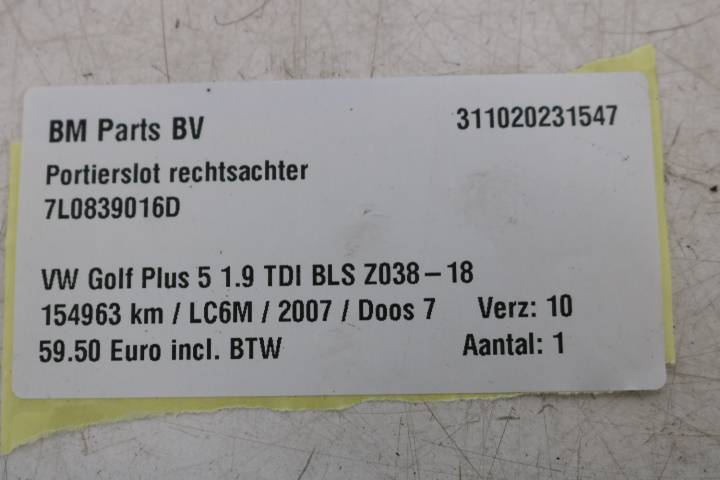 BM Parts BV 311020231547
Portierslot rechtsachter
7L0839016D
VW Golf Plus 5 1.9 TDI BLS Z038-18
154963 km / LC6M / 2007 / Doos 7 Verz: 10
59.50 Euro incl. BTW Aantal: 1